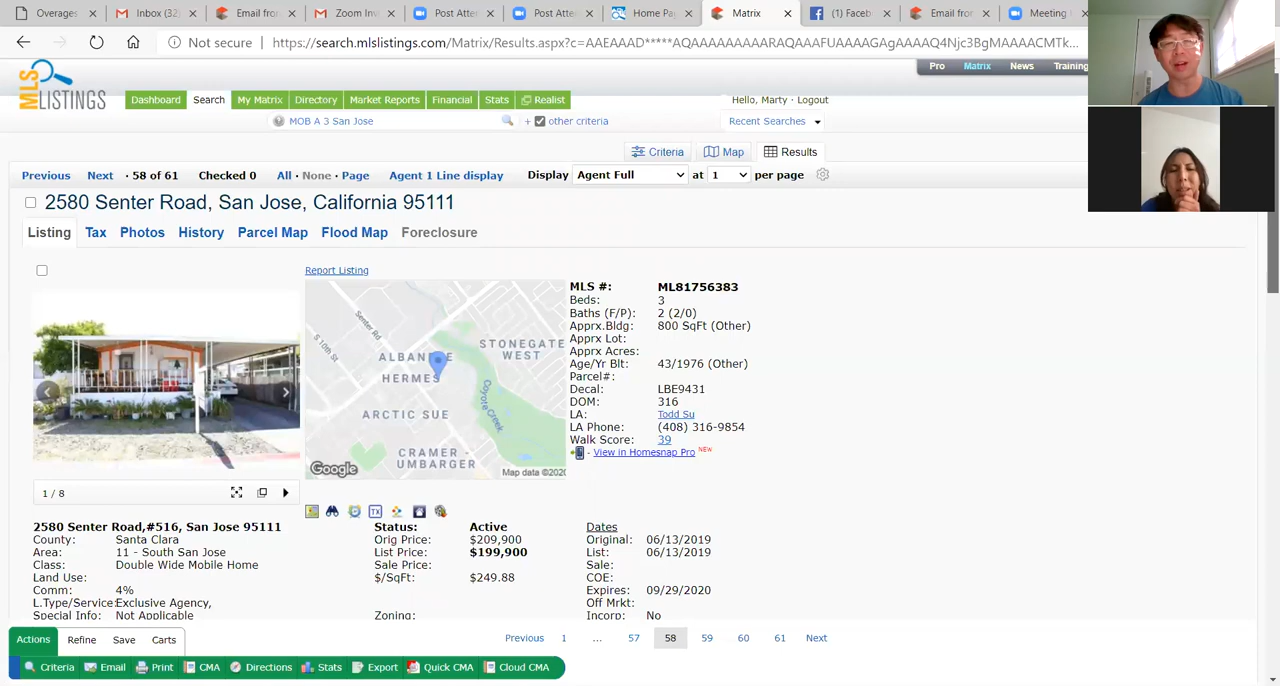 Overages
Inbox (32
Email fron
Zoom Inv
Post Atte
Post Atte
Home Pa
Matrix
(1) Faceb
Email fron
Meeting
Not secure | https://search.mlslistings.com/Matrix/Results.aspx?c=AAEAAAD*****AQAAAAAAAAARAQAAAFUAAAAGAgAAAAQ4Njc3BgMAAAACMTk...
MLS LISTINGS
Pro Matrix News Training
Dashboard Search My Matrix Directory Market Reports Financial Stats Realist
Hello, Marty · Logout
MOB A 3 San Jose + other criteria
Recent Searches
Criteria Map Results
Previous Next · 58 of 61 Checked 0 All · None · Page Agent 1 Line display Display Agent Full at 1 per page
2580 Senter Road, San Jose, California 95111
Listing Tax Photos History Parcel Map Flood Map Foreclosure
Report Listing
Senter Rd
S 10th St
STONEGATE
WEST
ALBAN E
HERMES
ARCTIC SUE
Coyote Creek
CRAMER -
UMBARGER
Google
Map data ©2020
MLS #: ML81756383
Beds: 3
Baths (F/P): 2 (2/0)
Apprx.Bldg: 800 SqFt (Other)
Apprx Lot:
Apprx Acres:
Age/Yr Blt: 43/1976 (Other)
Parcel#:
Decal: LBE9431
DOM: 316
LA: Todd Su
LA Phone: (408) 316-9854
Walk Score: 39
- View in Homesnap Pro NEW
1 / 8
TX
2580 Senter Road,#516, San Jose 95111
County: Santa Clara
Area: 11 - South San Jose
Class: Double Wide Mobile Home
Land Use:
Comm: 4%
L.Type/Service: Exclusive Agency,
Special Info: Not Applicable
Status: Active
Orig Price: $209,900
List Price: $199,900
Sale Price:
$/SqFt: $249.88
Zoning:
Dates
Original: 06/13/2019
List: 06/13/2019
Sale:
COE:
Expires: 09/29/2020
Off Mrkt:
Incorp: No
Actions Refine Save Carts
Previous 1 ... 57 58 59 60 61 Next
Criteria Email Print CMA Directions Stats Export Quick CMA Cloud CMA